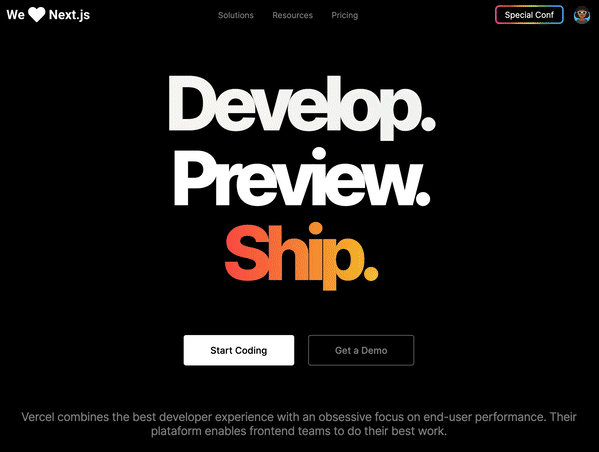 We Next.js
Solutions Resources Pricing
Special Conf
Develop.
Preview.
Ship.
Start Coding
Get a Demo
Vercel combines the best developer experience with an obsessive focus on end-user performance. Their
plataform enables frontend teams to do their best work.